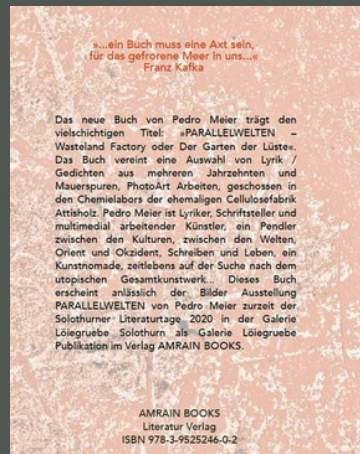 »...ein Buch muss eine Axt sein,
für das gefrorene Meer in uns...«
Franz Kafka
Das neue Buch von Pedro Meier trägt den
vielschichtigen Titel: »PARALLELWELTEN –
Wasteland Factory oder Der Garten der Lüste«.
Das Buch vereint eine Auswahl von Lyrik /
Gedichten aus mehreren Jahrzehnten und
Mauerspuren, PhotoArt Arbeiten, geschossen in
den Chemielabors der ehemaligen Cellulosefabrik
Attisholz. Pedro Meier ist Lyriker, Schriftsteller und
multimedial arbeitender Künstler, ein Pendler
zwischen den Kulturen, zwischen den Welten,
Orient und Okzident, Schreiben und Leben, ein
Kunstnomade, zeitlebens auf der Suche nach dem
utopischen Gesamtkunstwerk... Dieses Buch
erscheint anlässlich der Bilder Ausstellung
PARALLELWELTEN von Pedro Meier zurzeit der
Solothurner Literaturtage 2020 in der Galerie
Löiegruebe Solothurn als Galerie Löiegruebe
Publikation im Verlag AMRAIN BOOKS.
AMRAIN BOOKS
Literatur Verlag
ISBN 978-3-9525246-0-2